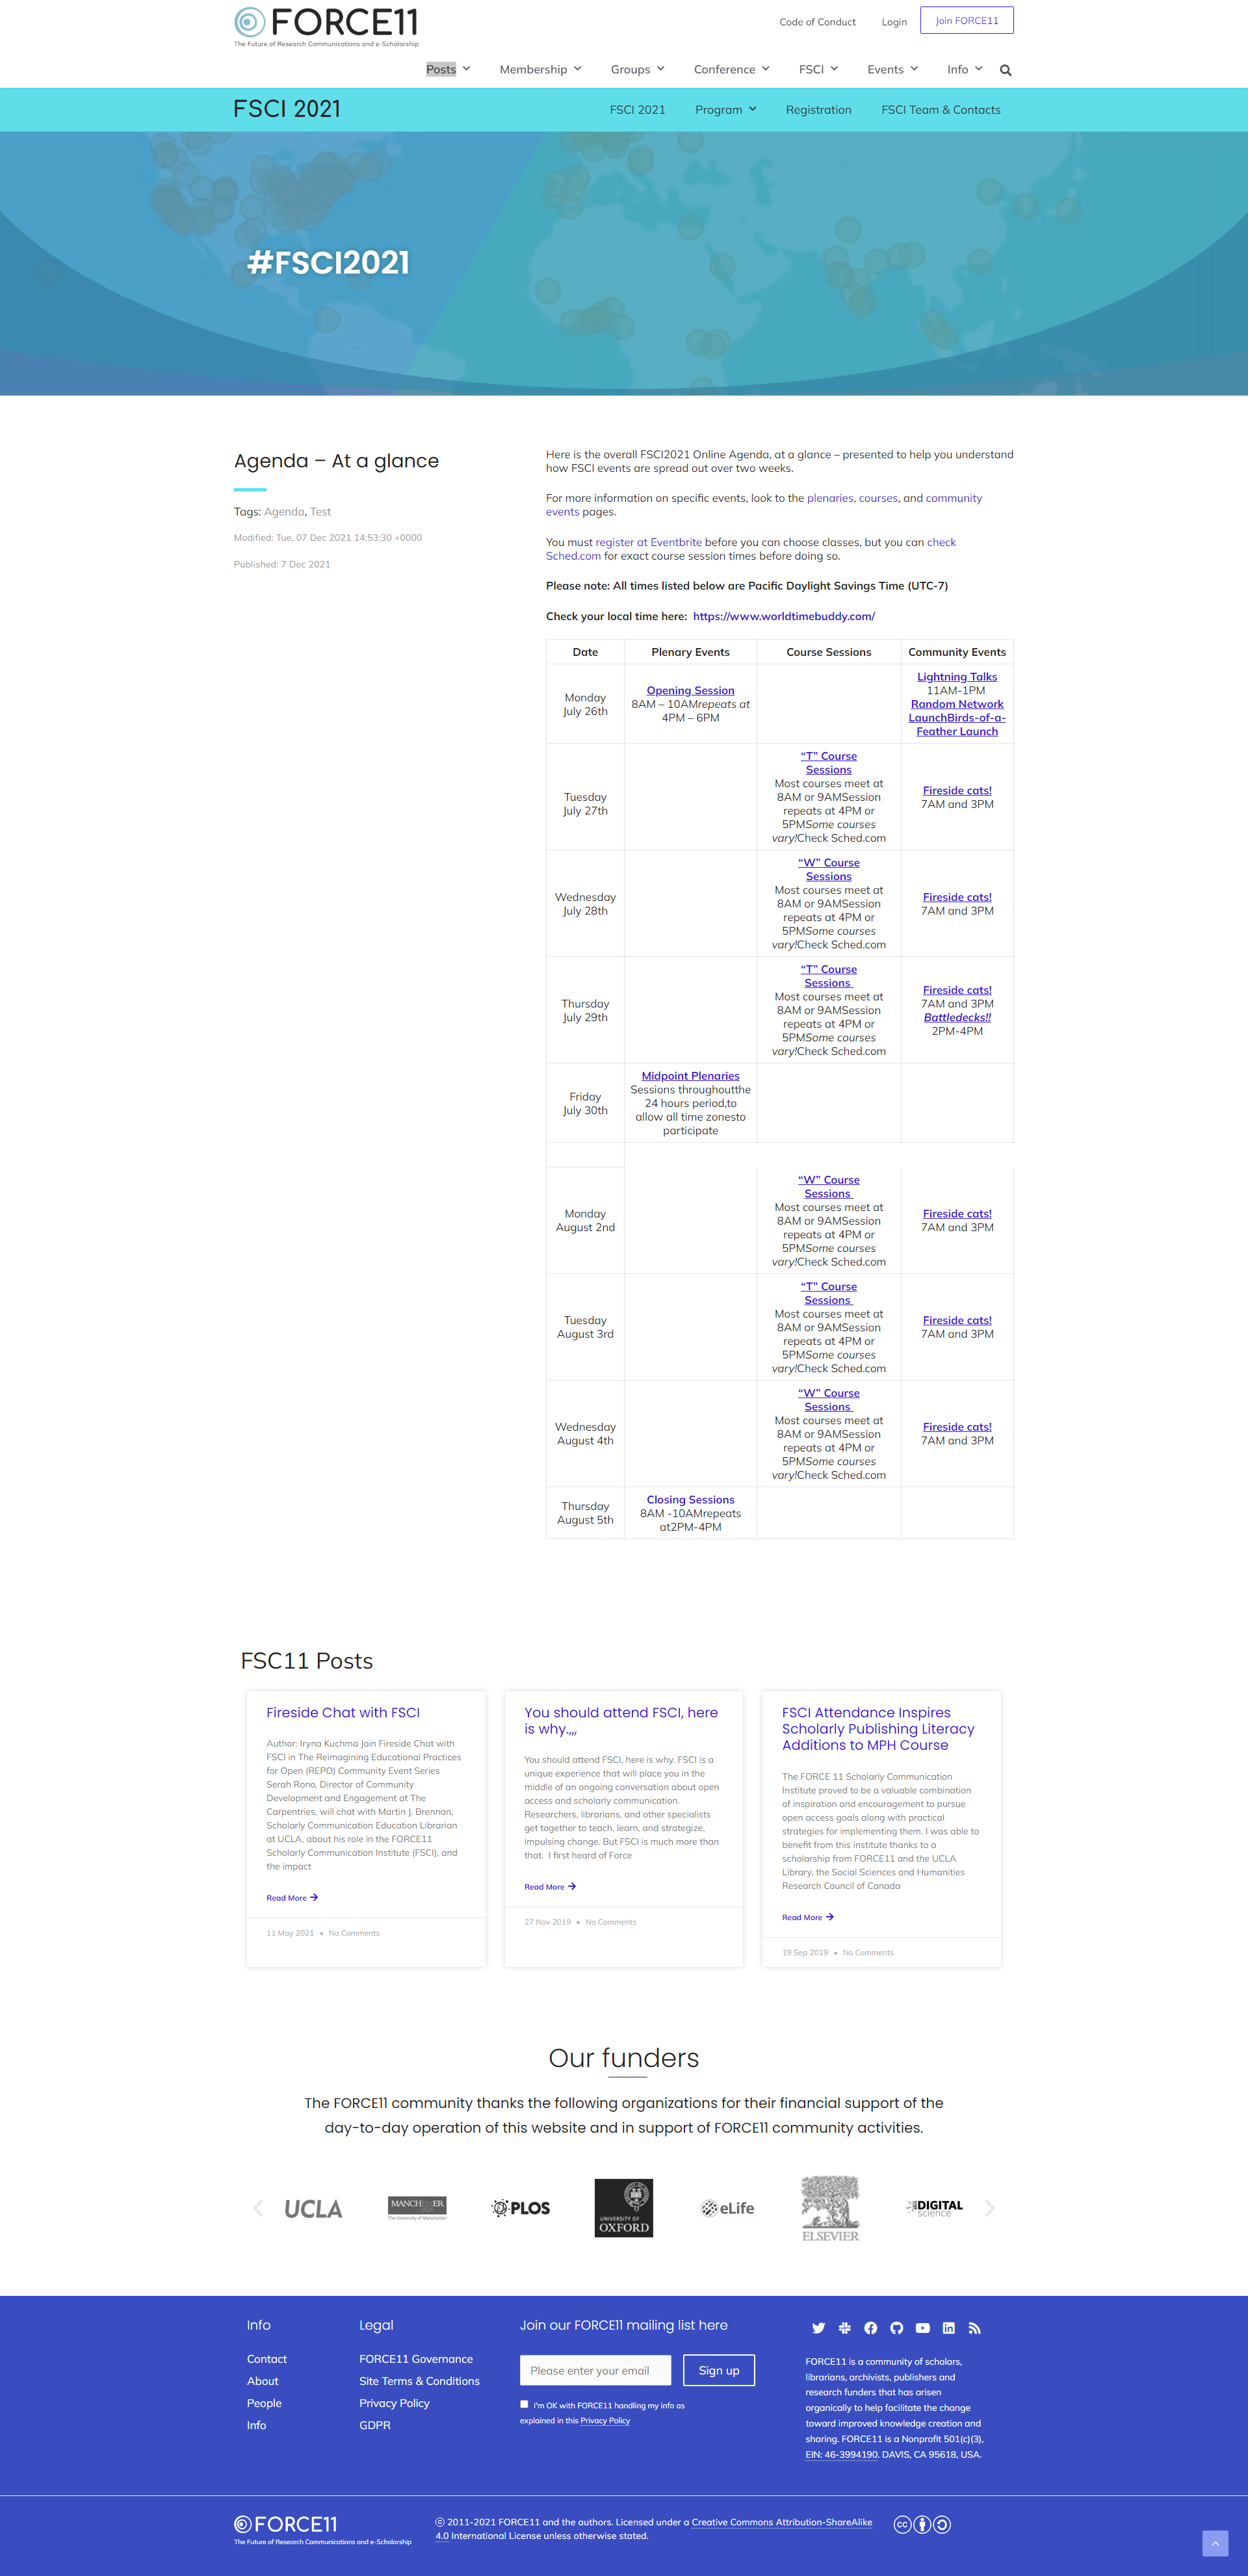 FORCE11
The Future of Research Communications and e-Scholarship
Code of Conduct Login Join FORCE11
Posts Membership Groups Conference FSCI Events Info
FSCI 2021
FSCI 2021 Program Registration FSCI Team & Contacts
#FSCI2021
Agenda – At a glance
Tags: Agenda, Test
Modified: Tue, 07 Dec 2021 14:53:30 +0000
Published: 7 Dec 2021
Here is the overall FSCI2021 Online Agenda, at a glance – presented to help you understand
how FSCI events are spread out over two weeks.
For more information on specific events, look to the plenaries, courses, and community
events pages.
You must register at Eventbrite before you can choose classes, but you can check
Sched.com for exact course session times before doing so.
Please note: All times listed below are Pacific Daylight Savings Time (UTC-7)
Check your local time here: https://www.worldtimebuddy.com/
Date Plenary Events Course Sessions Community Events
Monday
July 26th
Opening Session
8AM – 10AMrepeats at
4PM – 6PM
Lightning Talks
11AM-1PM
Random Network
LaunchBirds-of-a-
Feather Launch
Tuesday
July 27th
“T” Course
Sessions
Most courses meet at
8AM or 9AMSession
repeats at 4PM or
5PMSome courses
vary!Check Sched.com
Fireside cats!
7AM and 3PM
Wednesday
July 28th
“W” Course
Sessions
Most courses meet at
8AM or 9AMSession
repeats at 4PM or
5PMSome courses
vary!Check Sched.com
Fireside cats!
7AM and 3PM
Thursday
July 29th
“T” Course
Sessions
Most courses meet at
8AM or 9AMSession
repeats at 4PM or
5PMSome courses
vary!Check Sched.com
Fireside cats!
7AM and 3PM
Battledecks!!
2PM-4PM
Friday
July 30th
Midpoint Plenaries
Sessions throughoutthe
24 hours period,to
allow all time zonesto
participate
Monday
August 2nd
“W” Course
Sessions
Most courses meet at
8AM or 9AMSession
repeats at 4PM or
5PMSome courses
vary!Check Sched.com
Fireside cats!
7AM and 3PM
Tuesday
August 3rd
“T” Course
Sessions
Most courses meet at
8AM or 9AMSession
repeats at 4PM or
5PMSome courses
vary!Check Sched.com
Fireside cats!
7AM and 3PM
Wednesday
August 4th
“W” Course
Sessions
Most courses meet at
8AM or 9AMSession
repeats at 4PM or
5PMSome courses
vary!Check Sched.com
Fireside cats!
7AM and 3PM
Thursday
August 5th
Closing Sessions
8AM -10AMrepeats
at2PM-4PM
FSC11 Posts
Fireside Chat with FSCI
Author: Iryna Kuchma Join Fireside Chat with
FSCI in The Reimagining Educational Practices
for Open (REPO) Community Event Series
Serah Rono, Director of Community
Development and Engagement at The
Carpentries, will chat with Martin J. Brennan,
Scholarly Communication Education Librarian
at UCLA, about his role in the FORCE11
Scholarly Communication Institute (FSCI), and
the impact
Read More
11 May 2021 • No Comments
You should attend FSCI, here
is why.,,,
You should attend FSCI, here is why. FSCI is a
unique experience that will place you in the
middle of an ongoing conversation about open
access and scholarly communication.
Researchers, librarians, and other specialists
get together to teach, learn, and strategize,
impulsing change. But FSCI is much more than
that. I first heard of Force
Read More
27 Nov 2019 • No Comments
FSCI Attendance Inspires
Scholarly Publishing Literacy
Additions to MPH Course
The FORCE 11 Scholarly Communication
Institute proved to be a valuable combination
of inspiration and encouragement to pursue
open access goals along with practical
strategies for implementing them. I was able to
benefit from this institute thanks to a
scholarship from FORCE11 and the UCLA
Library, the Social Sciences and Humanities
Research Council of Canada
Read More
19 Sep 2019 • No Comments
Our funders
The FORCE11 community thanks the following organizations for their financial support of the
day-to-day operation of this website and in support of FORCE11 community activities.
UCLA
MANCHESTER
The University of Manchester
PLOS
UNIVERSITY OF
OXFORD
eLife
ELSEVIER
DIGITAL
science
Info
Contact
About
People
Info
Legal
FORCE11 Governance
Site Terms & Conditions
Privacy Policy
GDPR
Join our FORCE11 mailing list here
Please enter your email Sign up
I'm OK with FORCE11 handling my info as
explained in this Privacy Policy
FORCE11 is a community of scholars,
librarians, archivists, publishers and
research funders that has arisen
organically to help facilitate the change
toward improved knowledge creation and
sharing. FORCE11 is a Nonprofit 501(c)(3),
EIN: 46-3994190. DAVIS, CA 95618, USA.
FORCE11
The Future of Research Communications and e-Scholarship
2011-2021 FORCE11 and the authors. Licensed under a Creative Commons Attribution-ShareAlike
4.0 International License unless otherwise stated.